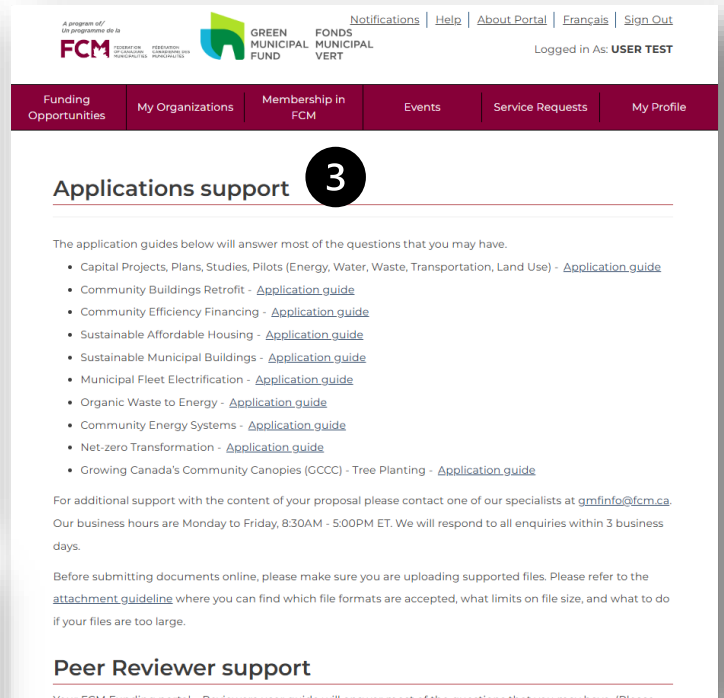 A program of/
Un programme de la
FCM
FEDERATION OF CANADIAN MUNICIPALITIES
FÉDÉRATION CANADIENNE DES MUNICIPALITÉS
GREEN MUNICIPAL FUND
FONDS MUNICIPAL VERT
Notifications | Help | About Portal | Français | Sign Out
Logged in As: USER TEST
Funding Opportunities
My Organizations
Membership in FCM
Events
Service Requests
My Profile
Applications support
3
The application guides below will answer most of the questions that you may have.
• Capital Projects, Plans, Studies, Pilots (Energy, Water, Waste, Transportation, Land Use) - Application guide
• Community Buildings Retrofit - Application guide
• Community Efficiency Financing - Application guide
• Sustainable Affordable Housing - Application guide
• Sustainable Municipal Buildings - Application guide
• Municipal Fleet Electrification - Application guide
• Organic Waste to Energy - Application guide
• Community Energy Systems - Application guide
• Net-zero Transformation - Application guide
• Growing Canada's Community Canopies (GCCC) - Tree Planting - Application guide
For additional support with the content of your proposal please contact one of our specialists at gmfinfo@fcm.ca.
Our business hours are Monday to Friday, 8:30AM - 5:00PM ET. We will respond to all enquiries within 3 business
days.
Before submitting documents online, please make sure you are uploading supported files. Please refer to the
attachment guideline where you can find which file formats are accepted, what limits on file size, and what to do
if your files are too large.
Peer Reviewer support